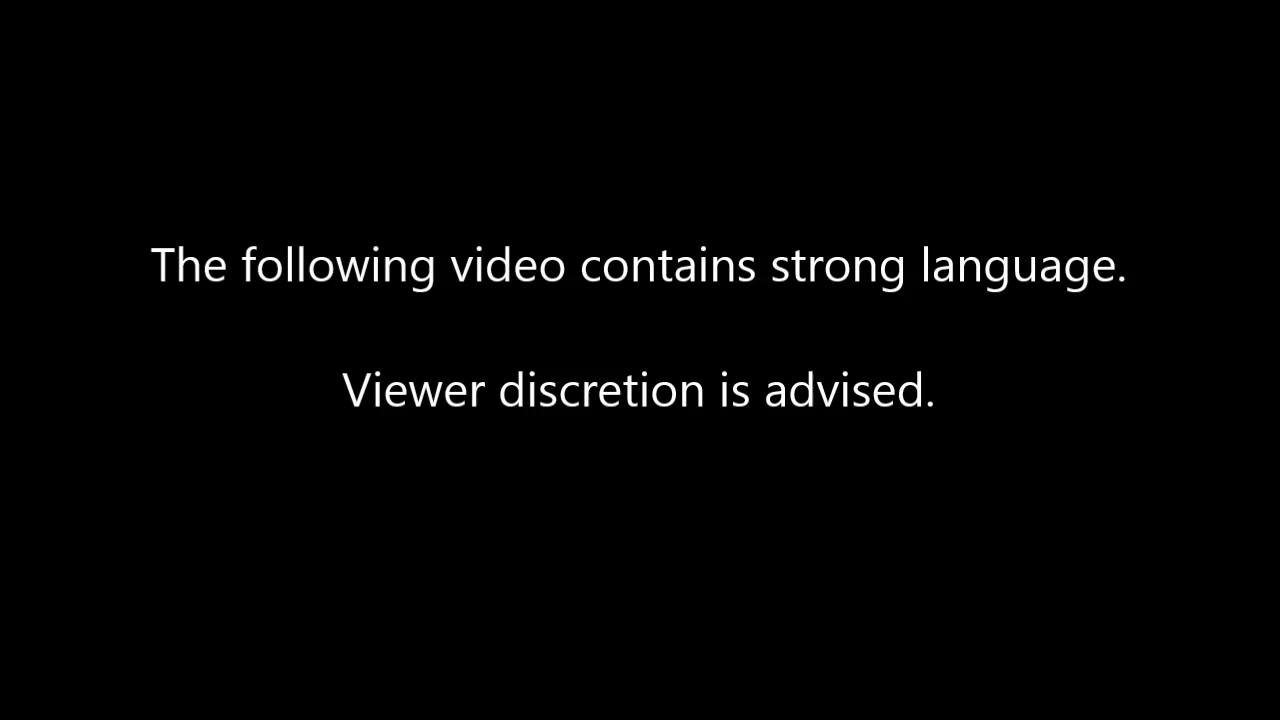 The following video contains strong language.
Viewer discretion is advised.